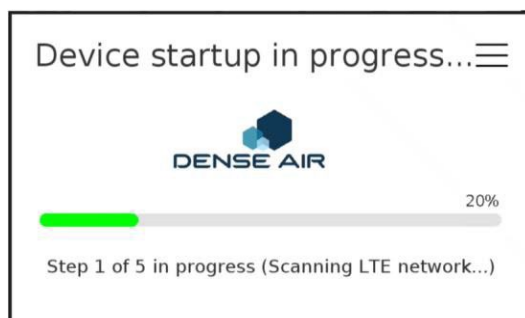 Device startup in progress...
DENSE AIR
20%
Step 1 of 5 in progress (Scanning LTE network...)